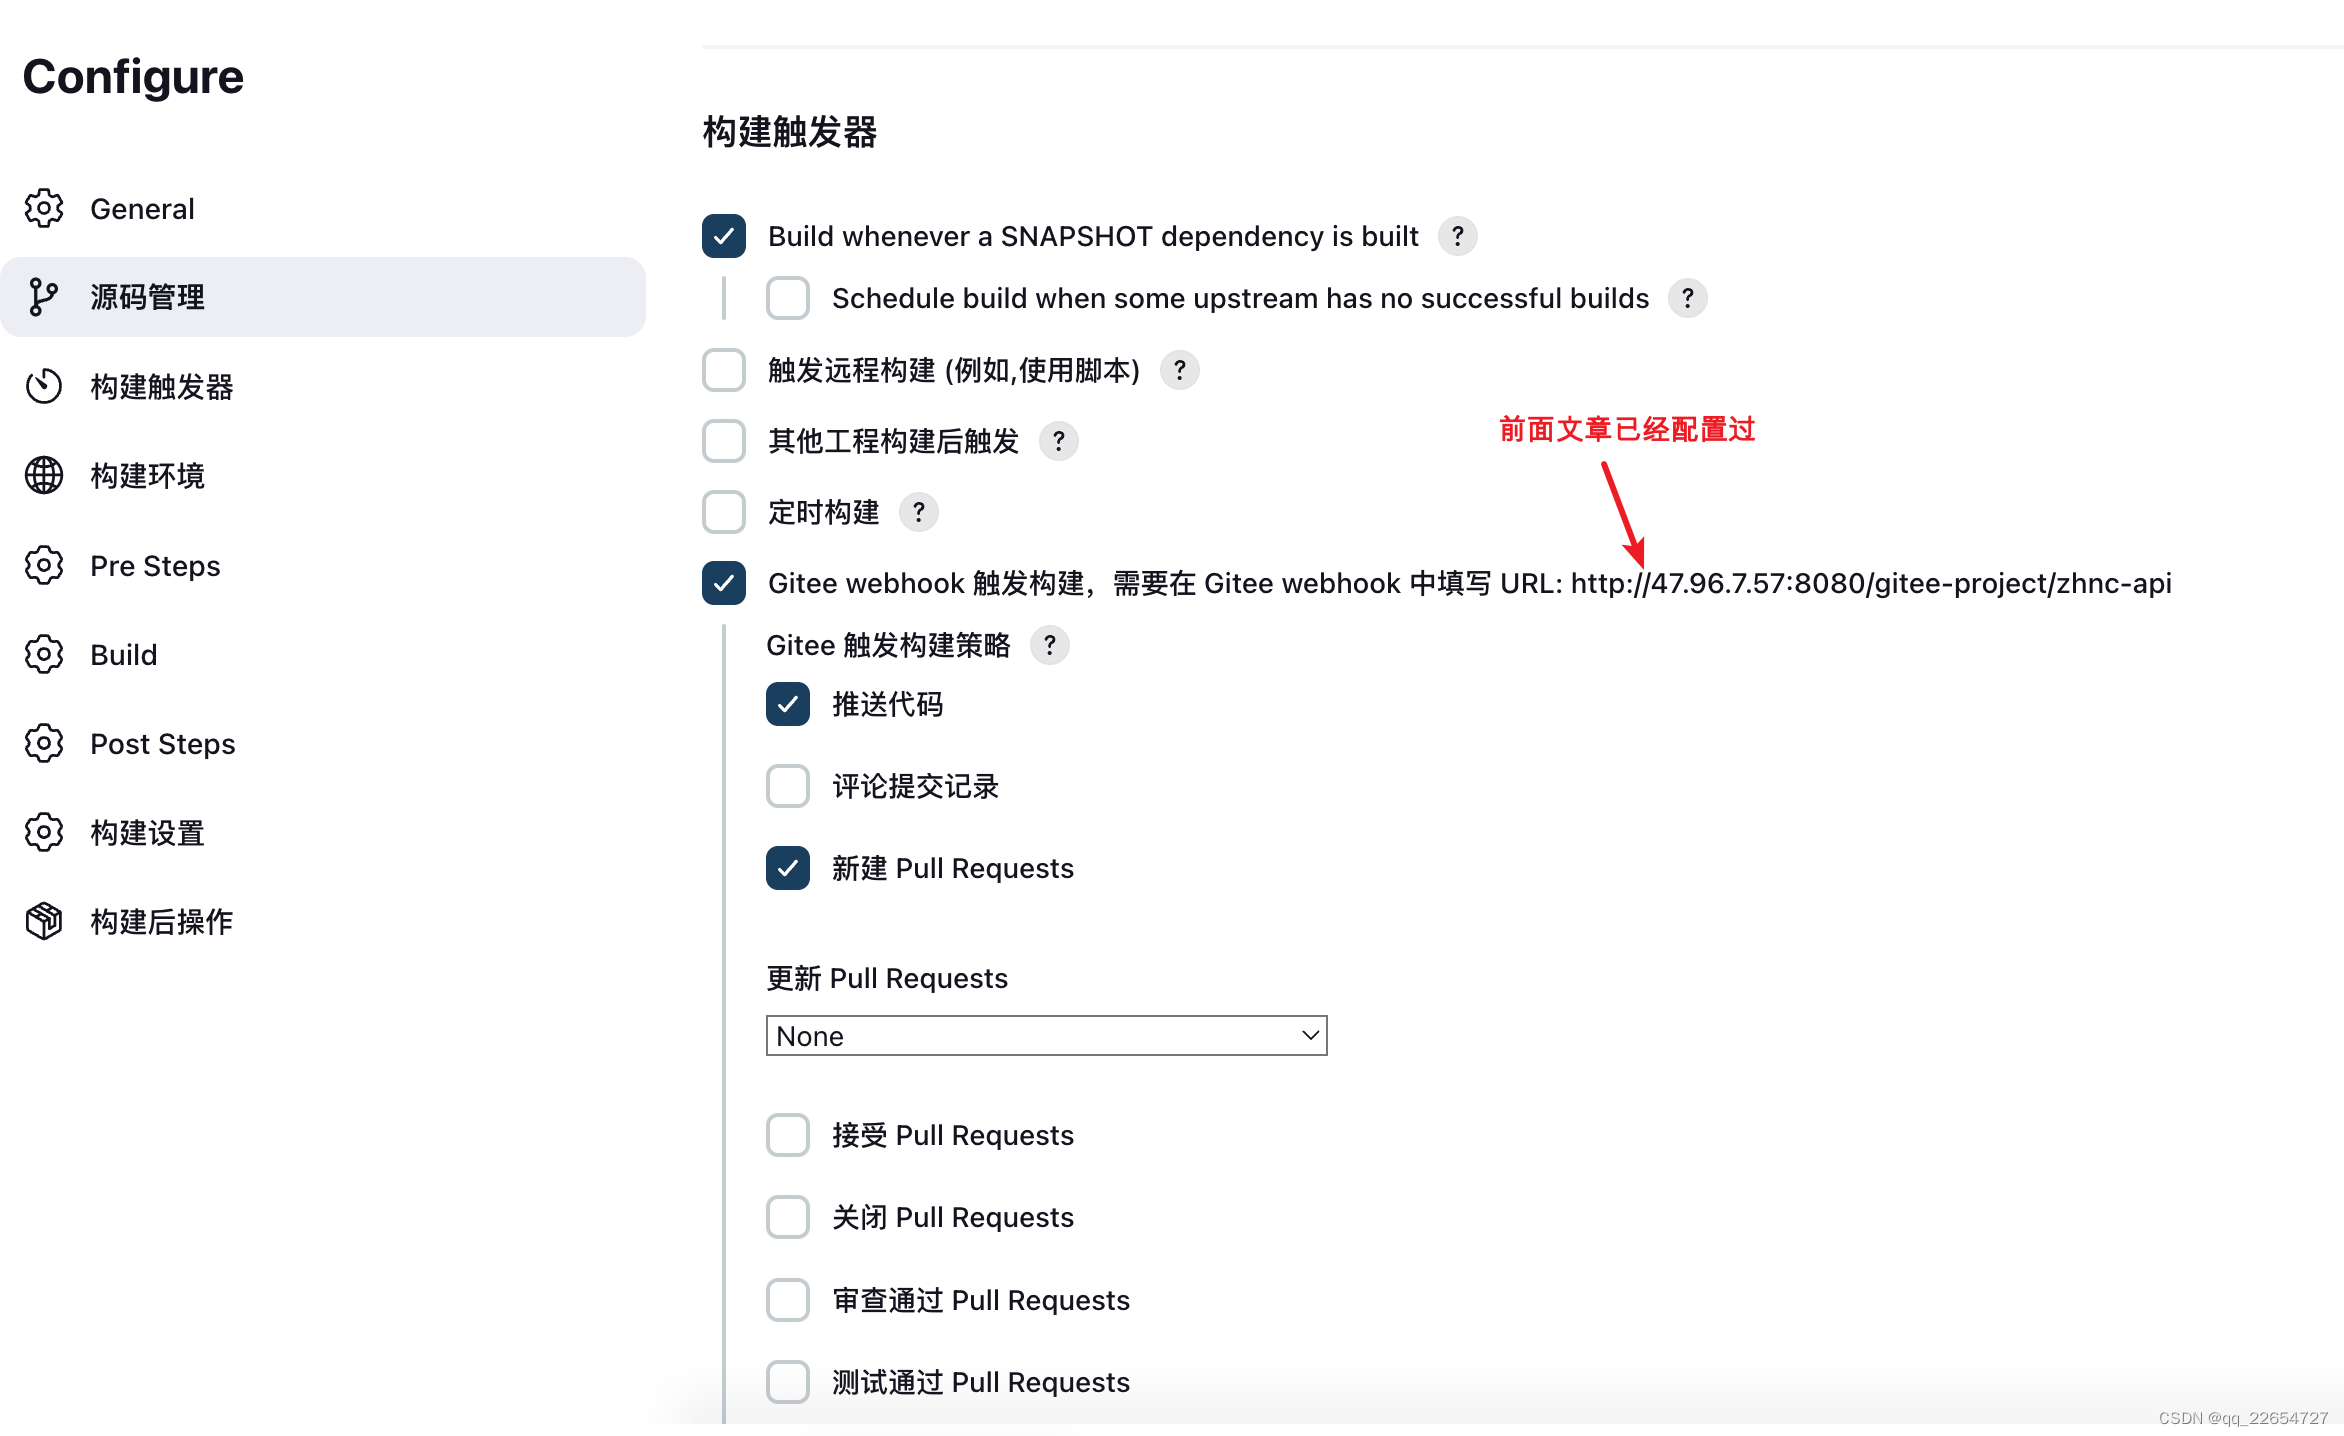 Configure
General
源码管理
构建触发器
构建环境
Pre Steps
Build
Post Steps
构建设置
构建后操作
构建触发器
Build whenever a SNAPSHOT dependency is built ?
Schedule build when some upstream has no successful builds ?
触发远程构建 (例如,使用脚本) ?
其他工程构建后触发 ?
定时构建 ?
前面文章已经配置过
Gitee webhook 触发构建，需要在 Gitee webhook 中填写 URL: http://47.96.7.57:8080/gitee-project/zhnc-api
Gitee 触发构建策略 ?
推送代码
评论提交记录
新建 Pull Requests
更新 Pull Requests
None
接受 Pull Requests
关闭 Pull Requests
审查通过 Pull Requests
测试通过 Pull Requests
CSDN @qq_22654727